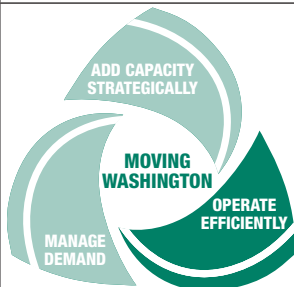 ADD CAPACITY
STRATEGICALLY
MOVING
WASHINGTON
OPERATE
EFFICIENTLY
MANAGE
DEMAND